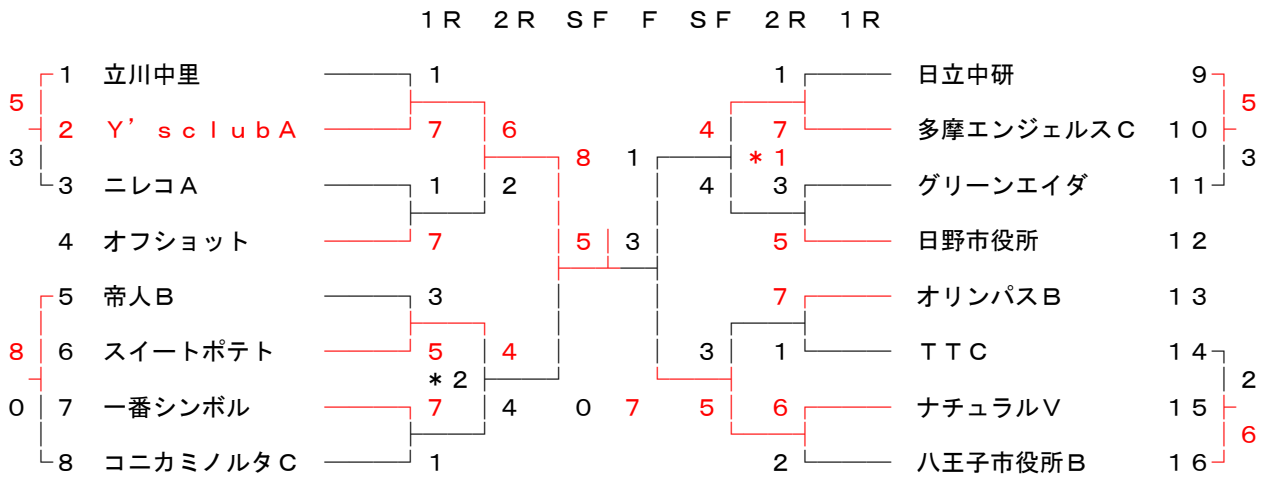 １Ｒ ２Ｒ ＳＦ Ｆ ＳＦ ２Ｒ １Ｒ
１ 立川中里 １ １ 日立中研 ９
５ ５
２ Ｙ’ｓｃｌｕｂＡ ７ ６ ４ ７ 多摩エンジェルスＣ １０
３ ８ １ ＊１ ３
３ ニレコＡ １ ２ ４ ３ グリーンエイダ １１
４ オフショット ７ ５ ３ ５ 日野市役所 １２
５ 帝人Ｂ ３ ７ オリンパスＢ １３
８ ６ スイートポテト ５ ４ ３ １ ＴＴＣ １４
＊２ ２
０ ７ 一番シンボル ７ ４ ０ ７ ５ ６ ナチュラルＶ １５
６
８ コニカミノルタＣ １ ２ 八王子市役所Ｂ １６